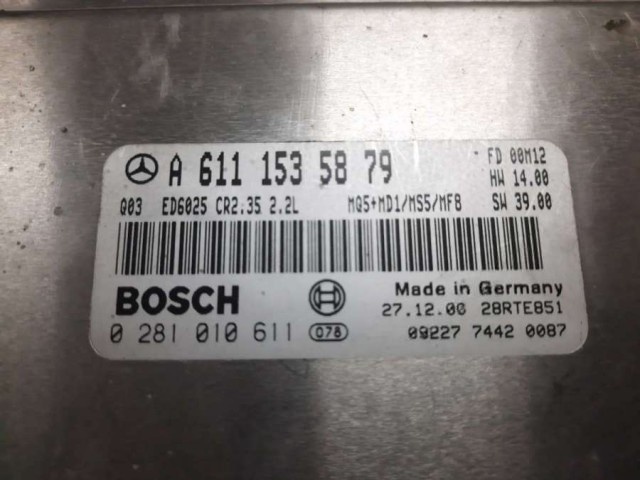 A 611 153 58 79
FD 00M12
HW 14.00
Q03 ED6025 CR2.35 2.2L MQ5+MD1/MS5/MF8 SW 39.00
BOSCH
Made in Germany
27.12.00 28RTE851
0 281 010 611 078 09227 7442 0087